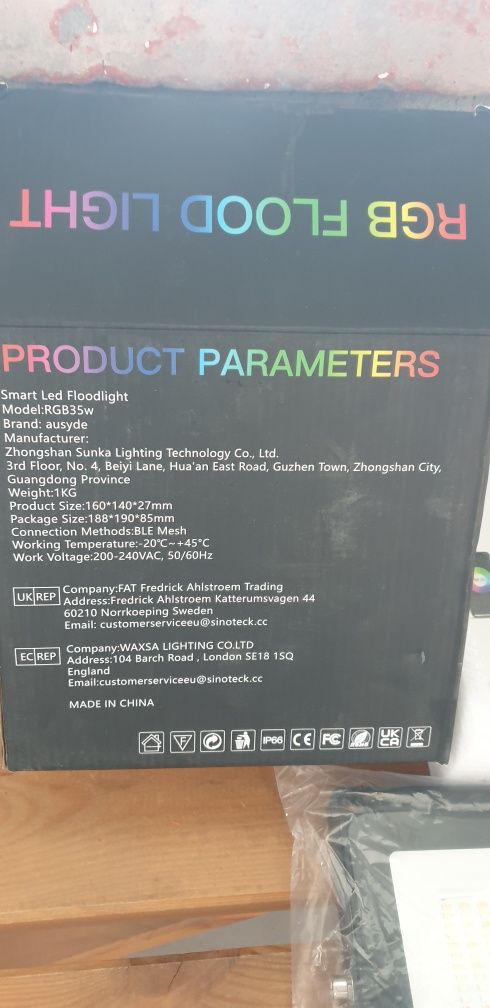 RGB FLOOD LIGHT
PRODUCT PARAMETERS
Smart Led Floodlight
Model:RGB35w
Brand: ausyde
Manufacturer:
Zhongshan Sunka Lighting Technology Co., Ltd.
3rd Floor, No. 4, Beiyi Lane, Hua'an East Road, Guzhen Town, Zhongshan City,
Guangdong Province
Weight:1KG
Product Size:160*140*27mm
Package Size:188*190*85mm
Connection Methods:BLE Mesh
Working Temperature:-20°C~+45°C
Work Voltage:200-240VAC, 50/60Hz
UK REP
Company:FAT Fredrick Ahlstroem Trading
Address:Fredrick Ahlstroem Katterumsvagen 44
60210 Norrkoeping Sweden
Email: customerserviceeu@sinoteck.cc
EC REP
Company:WAXSA LIGHTING CO.LTD
Address:104 Barch Road , London SE18 1SQ
England
Email:customerserviceeu@sinoteck.cc
MADE IN CHINA
F IP66 CE FC RoHS UK CA